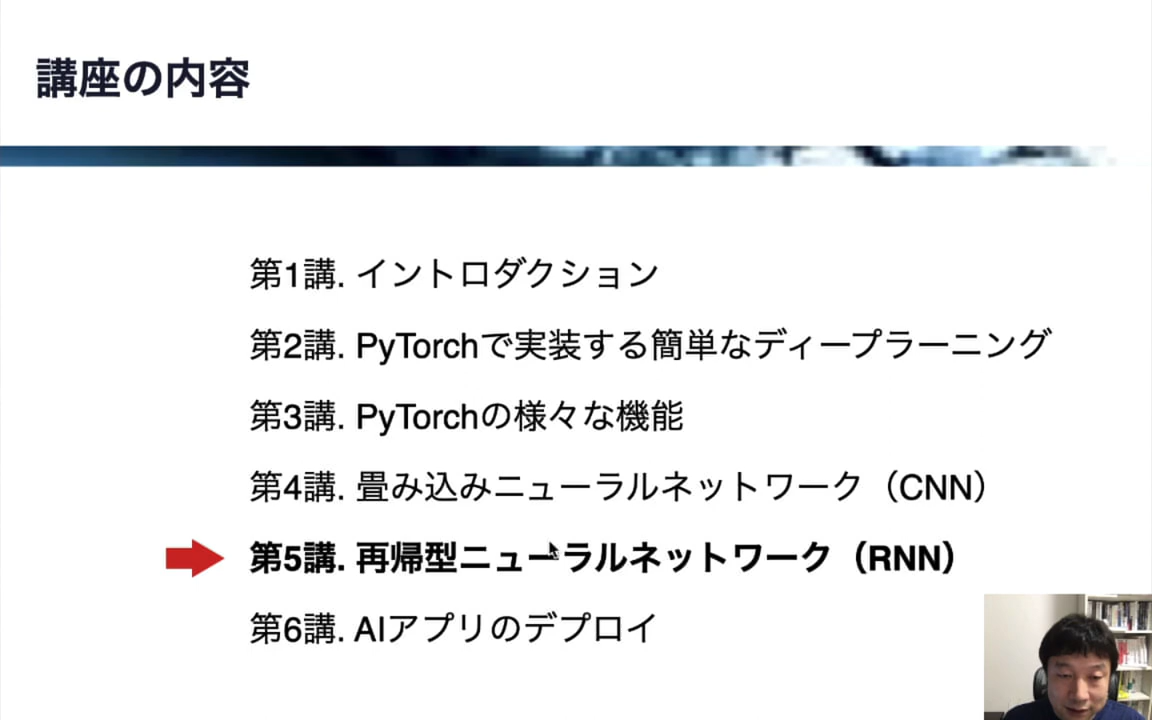 講座の内容
第1講. イントロダクション
第2講. PyTorchで実装する簡単なディープラーニング
第3講. PyTorchの様々な機能
第4講. 畳み込みニューラルネットワーク（CNN）
第5講. 再帰型ニューラルネットワーク（RNN）
第6講. AIアプリのデプロイ